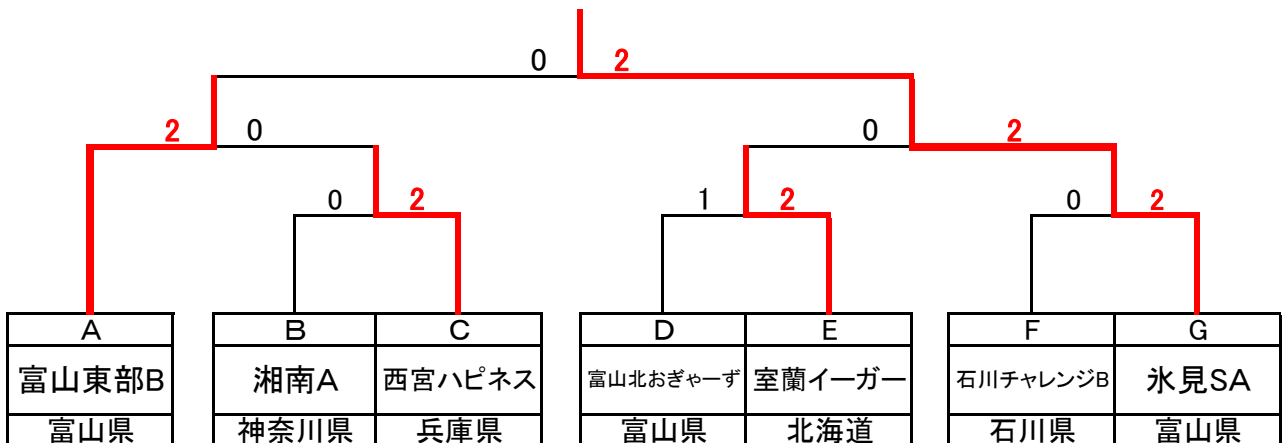 0 2
2 0 0 2
0 2 1 2 0 2
A B C D E F G
富山東部B 湘南A 西宮ハピネス 富山北おぎゃーず 室蘭イーガー 石川チャレンジB 氷見SA
富山県 神奈川県 兵庫県 富山県 北海道 石川県 富山県